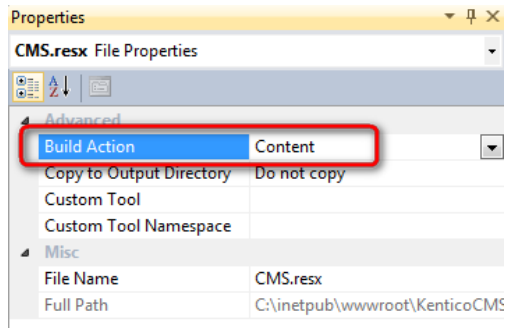 Properties
CMS.resx File Properties
Advanced
Build Action Content
Copy to Output Directory Do not copy
Custom Tool
Custom Tool Namespace
Misc
File Name CMS.resx
Full Path C:\inetpub\wwwroot\KenticoCMS